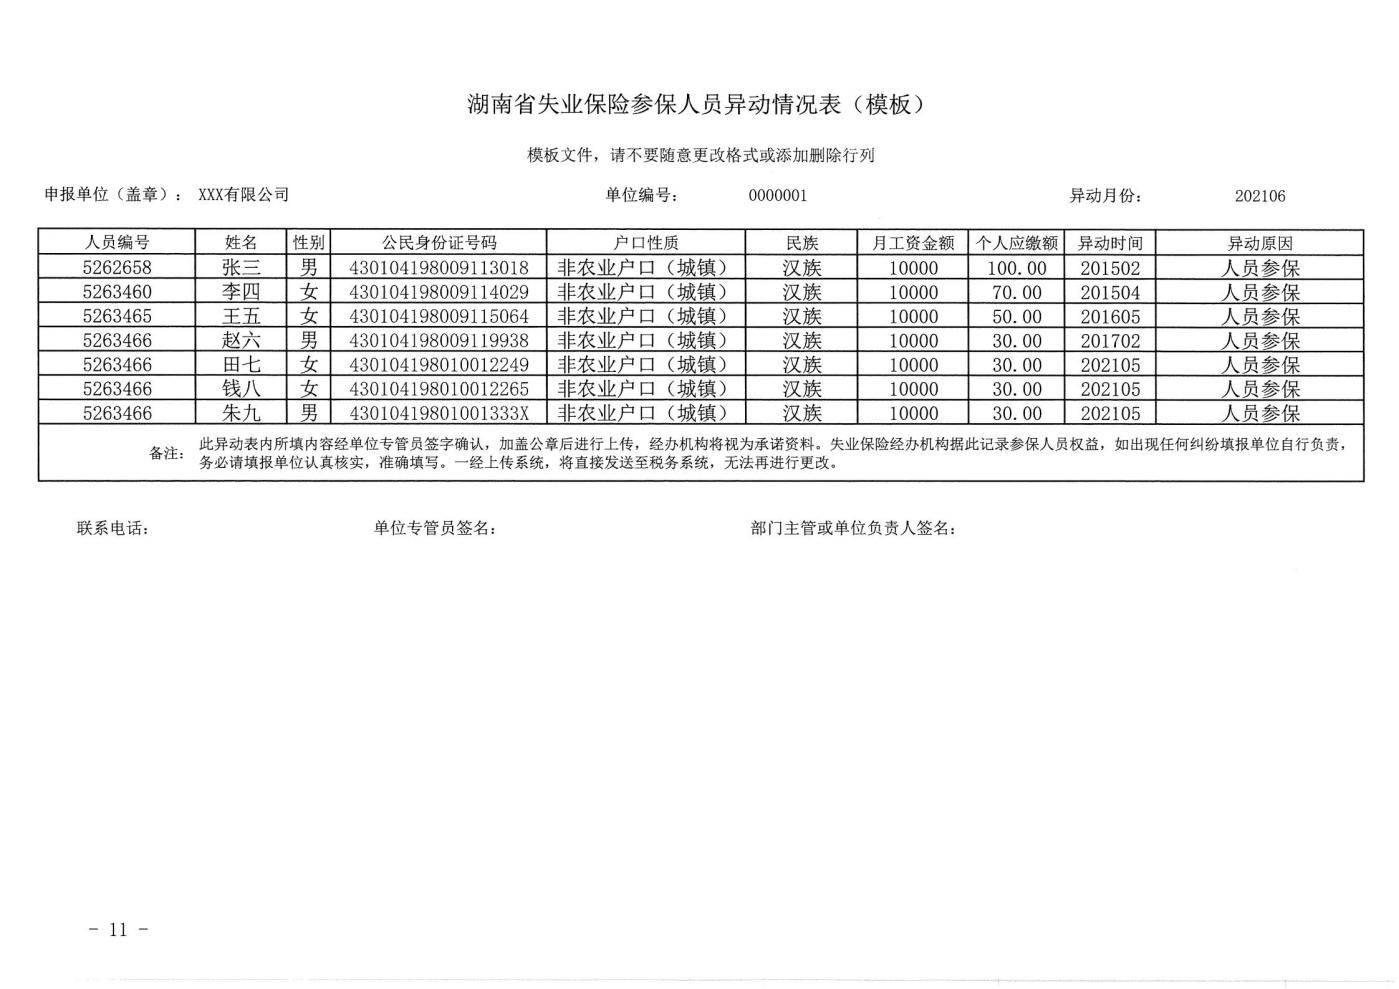 湖南省失业保险参保人员异动情况表（模板）
模板文件，请不要随意更改格式或添加删除行列
申报单位（盖章）： XXX有限公司 单位编号： 0000001 异动月份： 202106
人员编号 姓名 性别 公民身份证号码 户口性质 民族 月工资金额 个人应缴额 异动时间 异动原因
5262658 张三 男 430104198009113018 非农业户口（城镇） 汉族 10000 100.00 201502 人员参保
5263460 李四 女 430104198009114029 非农业户口（城镇） 汉族 10000 70.00 201504 人员参保
5263465 王五 女 430104198009115064 非农业户口（城镇） 汉族 10000 50.00 201605 人员参保
5263466 赵六 男 430104198009119938 非农业户口（城镇） 汉族 10000 30.00 201702 人员参保
5263466 田七 女 430104198010012249 非农业户口（城镇） 汉族 10000 30.00 202105 人员参保
5263466 钱八 女 430104198010012265 非农业户口（城镇） 汉族 10000 30.00 202105 人员参保
5263466 朱九 男 43010419801001333X 非农业户口（城镇） 汉族 10000 30.00 202105 人员参保
备注： 此异动表内所填内容经单位专管员签字确认，加盖公章后进行上传，经办机构将视为承诺资料。失业保险经办机构据此记录参保人员权益，如出现任何纠纷填报单位自行负责，
务必请填报单位认真核实，准确填写。一经上传系统，将直接发送至税务系统，无法再进行更改。
联系电话： 单位专管员签名： 部门主管或单位负责人签名：
- 11 -